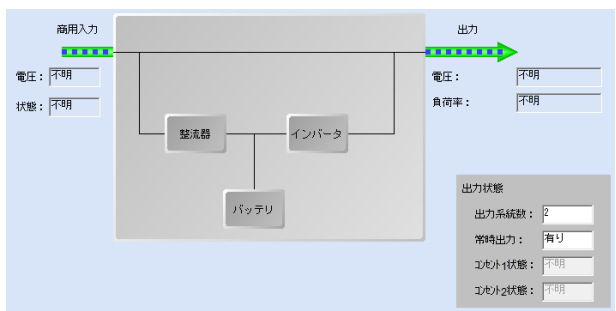 商用入力
電圧： 不明
状態： 不明
整流器
インバータ
バッテリ
出力
電圧： 不明
負荷率： 不明
出力状態
出力系統数： 2
常時出力： 有り
コンセント1状態： 不明
コンセント2状態： 不明